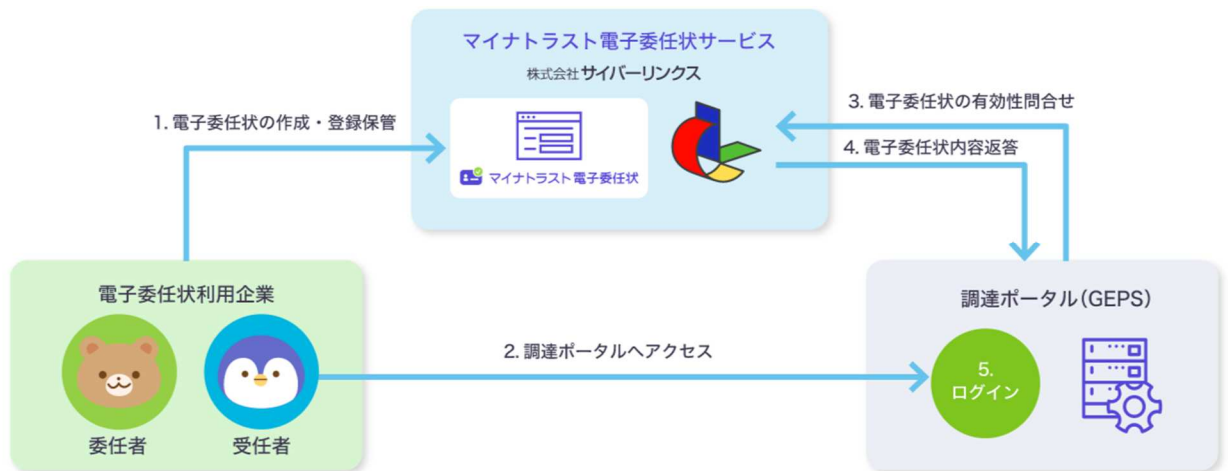 マイナトラスト電子委任状サービス
株式会社サイバーリンクス
マイナトラスト電子委任状
1. 電子委任状の作成・登録保管
3. 電子委任状の有効性問合せ
4. 電子委任状内容返答
電子委任状利用企業
委任者
受任者
2. 調達ポータルへアクセス
調達ポータル(GEPS)
5.
ログイン